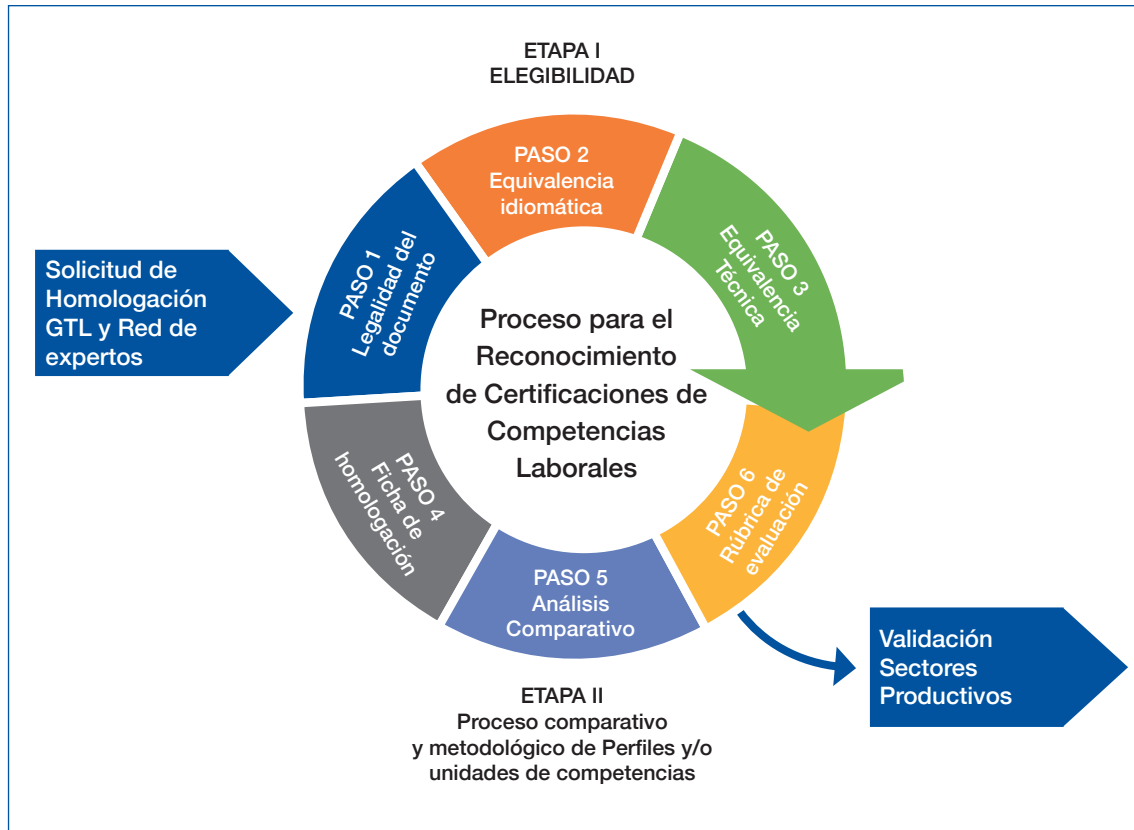 ETAPA I
ELEGIBILIDAD
Solicitud de
Homologación
GTL y Red de
expertos
PASO 1
Legalidad del
documento
PASO 2
Equivalencia
idiomática
PASO 3
Equivalencia
Técnica
Proceso para el
Reconocimiento
de Certificaciones de
Competencias
Laborales
PASO 4
Ficha de
homologación
PASO 5
Análisis
Comparativo
PASO 6
Rúbrica de
evaluación
Validación
Sectores
Productivos
ETAPA II
Proceso comparativo
y metodológico de Perfiles y/o
unidades de competencias